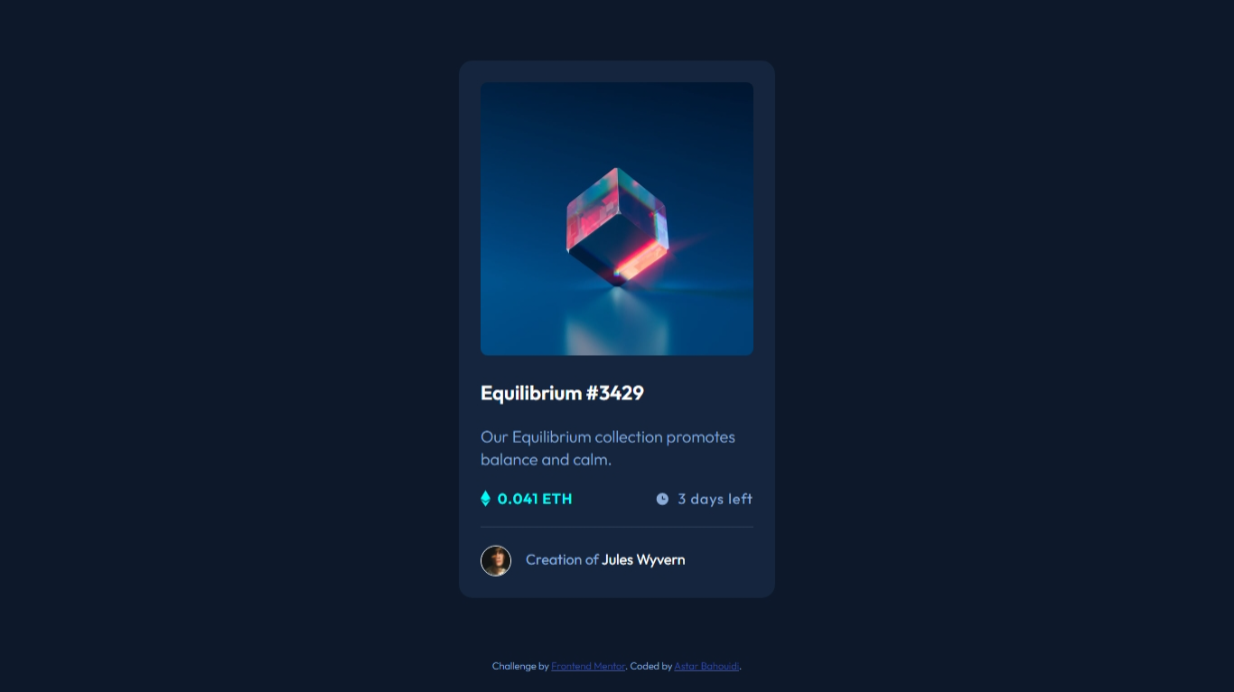 Equilibrium #3429
Our Equilibrium collection promotes
balance and calm.
0.041 ETH
3 days left
Creation of Jules Wyvern
Challenge by Frontend Mentor. Coded by Astar Bahouidi.